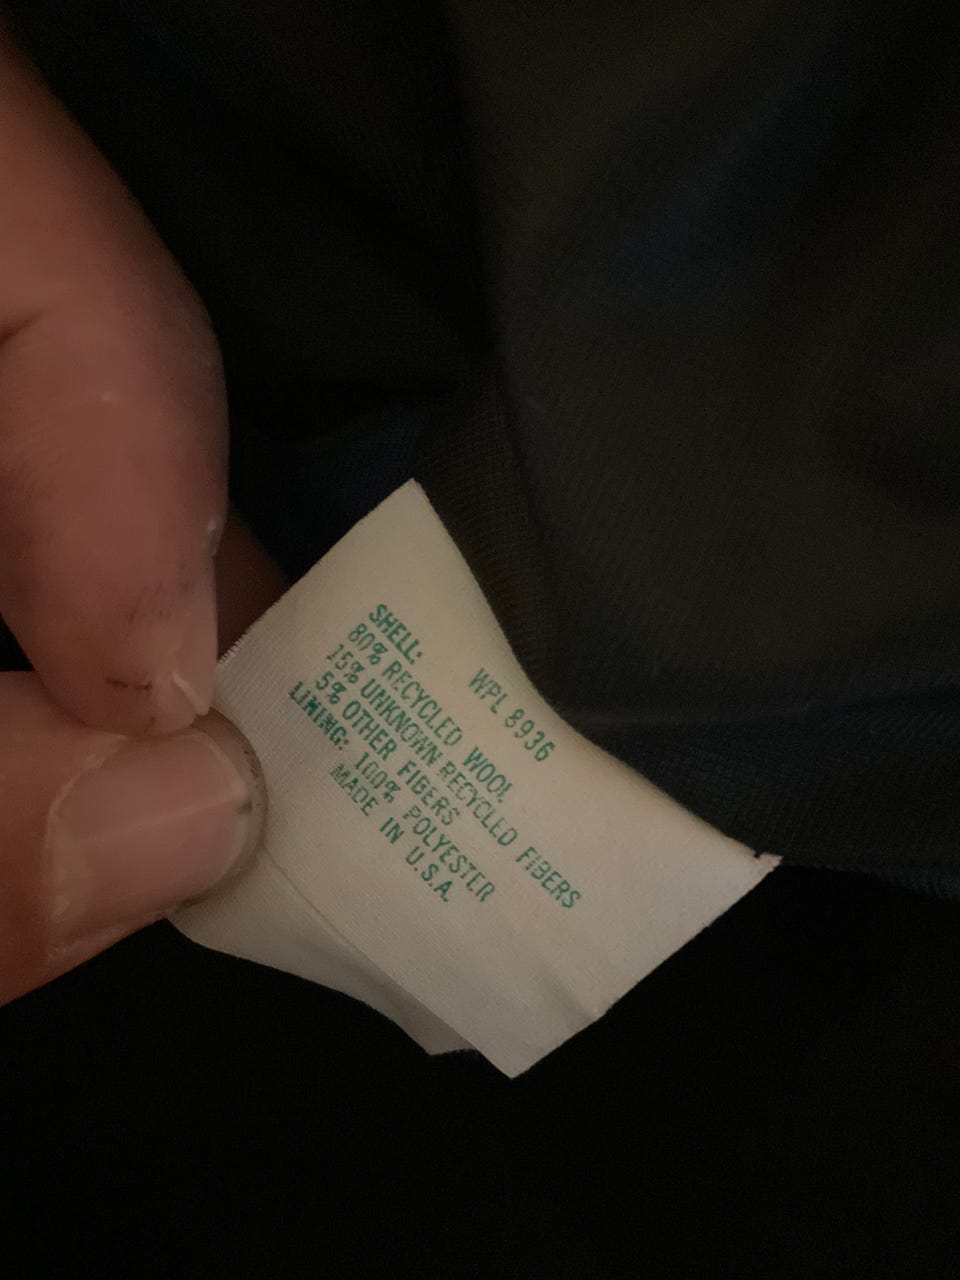 SHELL: WPL 8936
80% RECYCLED WOOL
15% UNKNOWN RECYCLED FIBERS
5% OTHER FIBERS
LINING: 100% POLYESTER
MADE IN U.S.A.